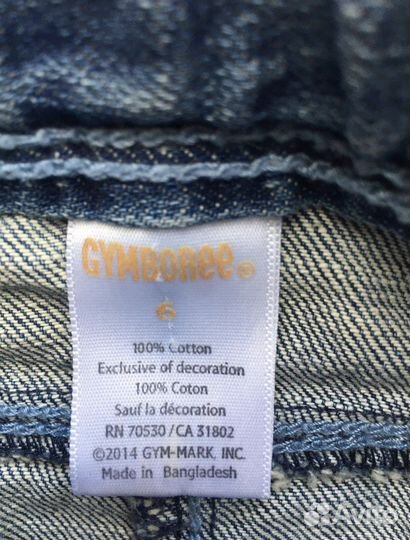 GYMBOREE®
6
100% Cotton
Exclusive of decoration
100% Coton
Sauf la décoration
RN 70530/CA 31802
©2014 GYM-MARK, INC.
Made in Bangladesh
Avito